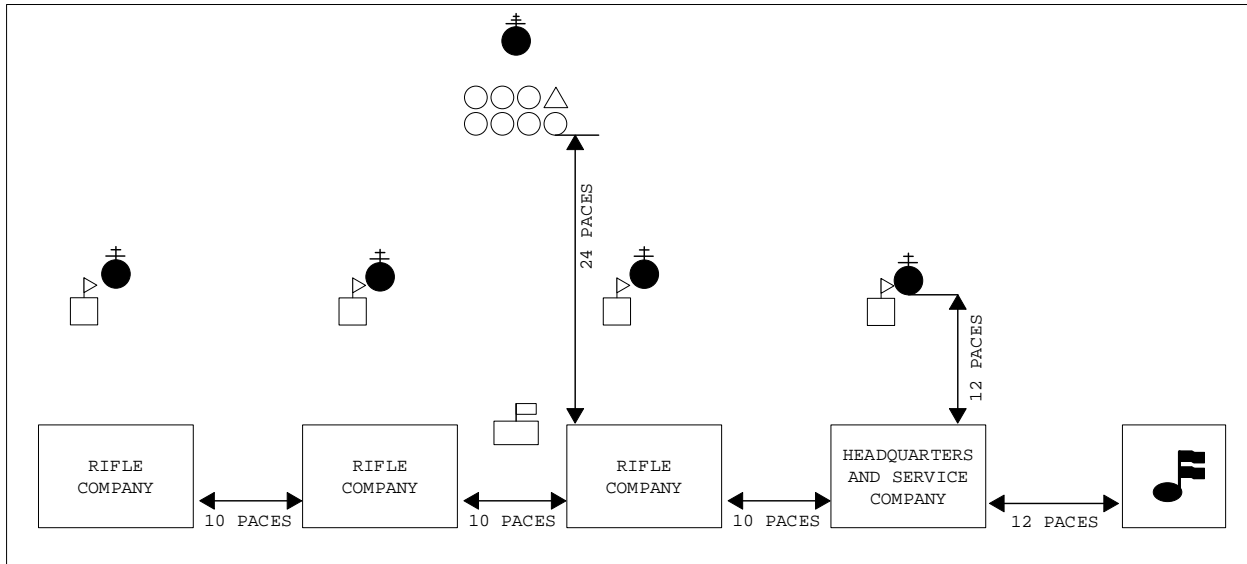 24 PACES
12 PACES
RIFLE
COMPANY
RIFLE
COMPANY
RIFLE
COMPANY
HEADQUARTERS
AND SERVICE
COMPANY
10 PACES
10 PACES
10 PACES
12 PACES